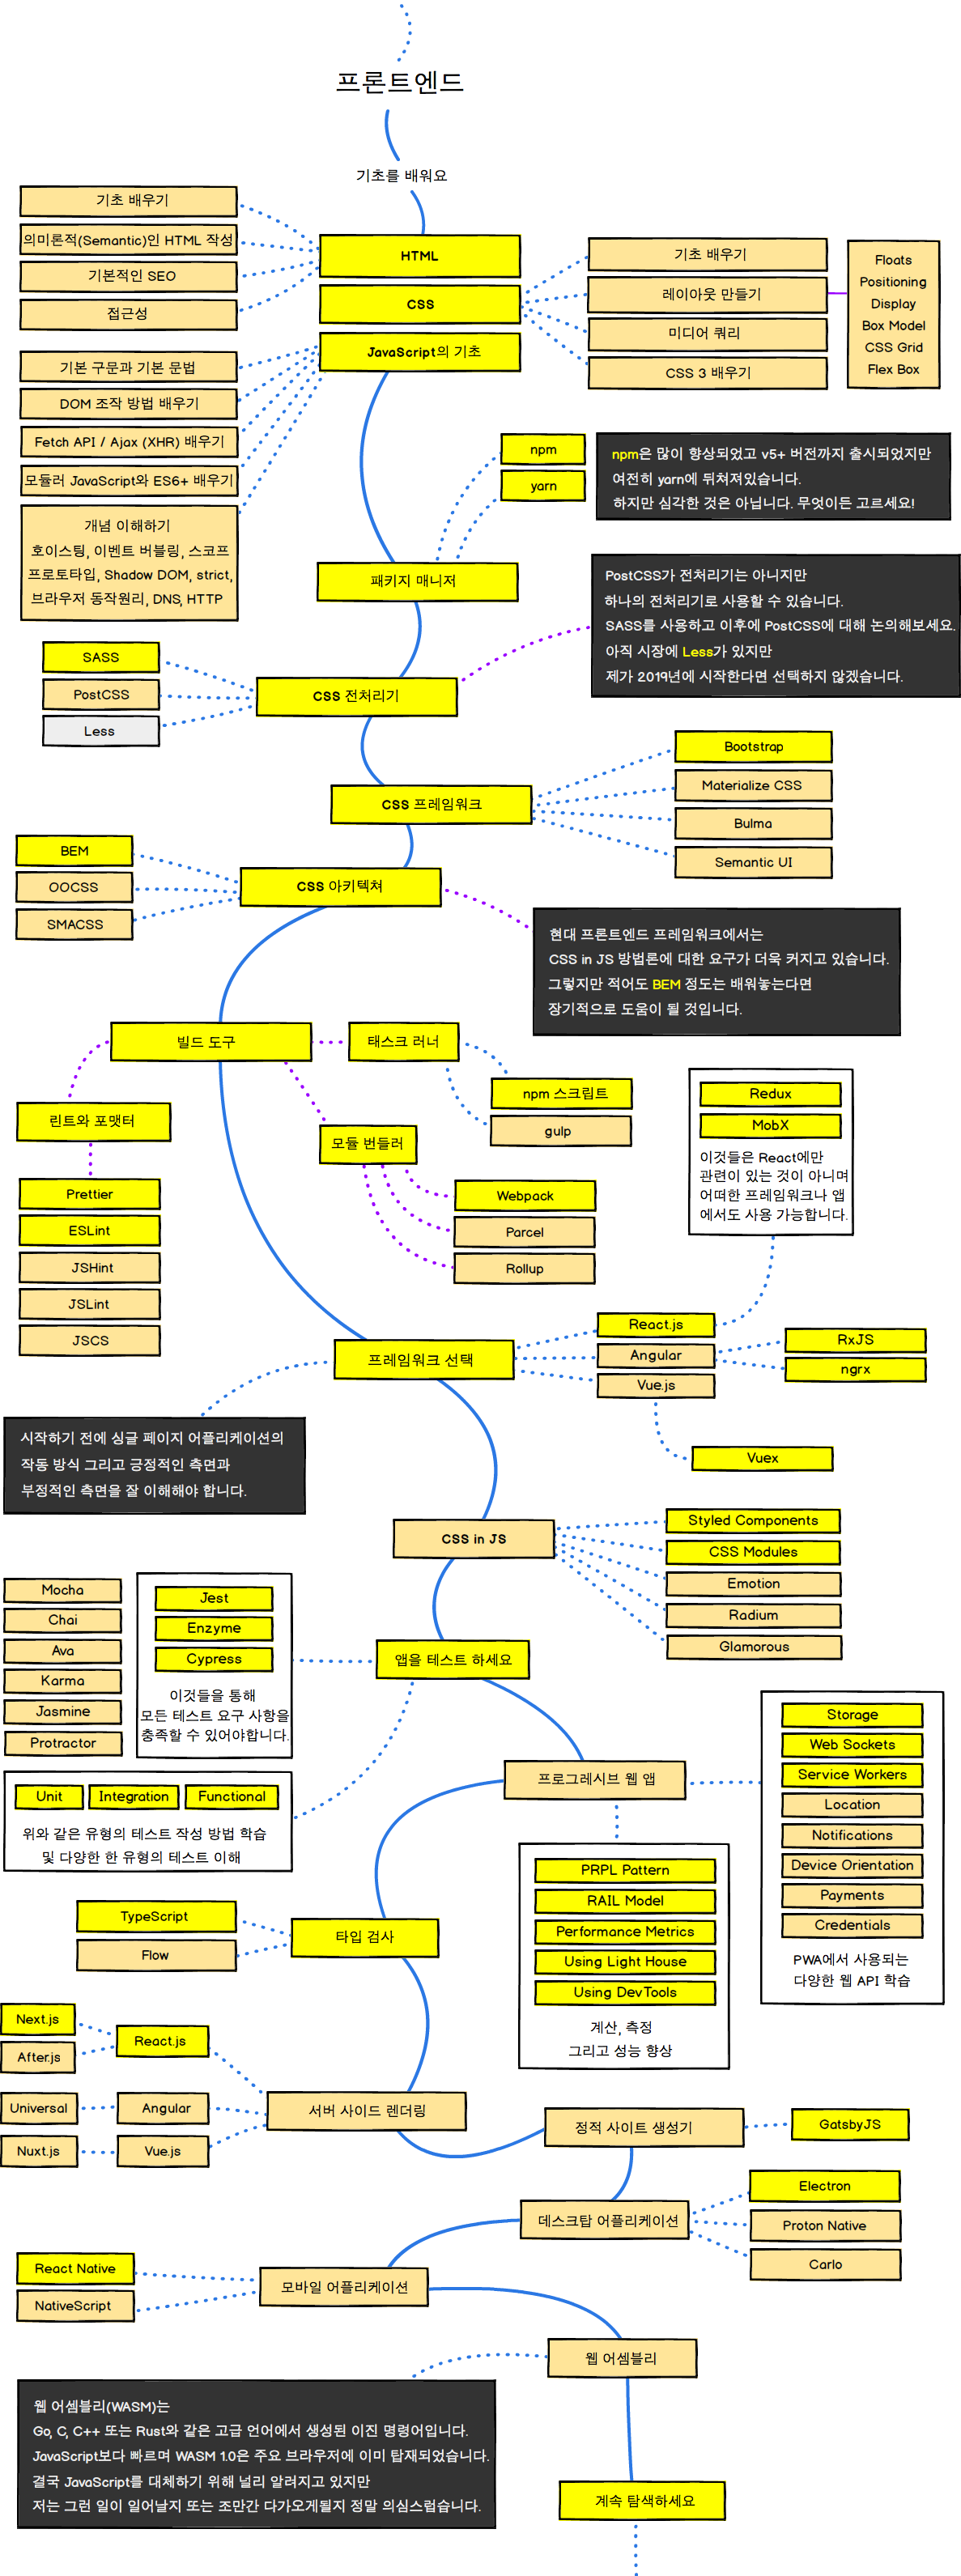 프론트엔드
기초를 배워요
기초 배우기
의미론적(Semantic)인 HTML 작성
기본적인 SEO
접근성
HTML
CSS
JavaScript의 기초
기초 배우기
레이아웃 만들기
미디어 쿼리
CSS 3 배우기
Floats
Positioning
Display
Box Model
CSS Grid
Flex Box
기본 구문과 기본 문법
DOM 조작 방법 배우기
Fetch API / Ajax (XHR) 배우기
모듈러 JavaScript와 ES6+ 배우기
개념 이해하기
호이스팅, 이벤트 버블링, 스코프
프로토타입, Shadow DOM, strict,
브라우저 동작원리, DNS, HTTP
npm
yarn
npm은 많이 향상되었고 v5+ 버전까지 출시되었지만
여전히 yarn에 뒤쳐져있습니다.
하지만 심각한 것은 아닙니다. 무엇이든 고르세요!
패키지 매니저
PostCSS가 전처리기는 아니지만
하나의 전처리기로 사용할 수 있습니다.
SASS를 사용하고 이후에 PostCSS에 대해 논의해보세요.
아직 시장에 Less가 있지만
제가 2019년에 시작한다면 선택하지 않겠습니다.
SASS
PostCSS
Less
CSS 전처리기
CSS 프레임워크
Bootstrap
Materialize CSS
Bulma
Semantic UI
BEM
OOCSS
SMACSS
CSS 아키텍쳐
현대 프론트엔드 프레임워크에서는
CSS in JS 방법론에 대한 요구가 더욱 커지고 있습니다.
그렇지만 적어도 BEM 정도는 배워놓는다면
장기적으로 도움이 될 것입니다.
빌드 도구
태스크 러너
npm 스크립트
gulp
린트와 포맷터
모듈 번들러
Prettier
ESLint
JSHint
JSLint
JSCS
Webpack
Parcel
Rollup
Redux
MobX
이것들은 React에만
관련이 있는 것이 아니며
어떠한 프레임워크나 앱
에서도 사용 가능합니다.
프레임워크 선택
React.js
Angular
Vue.js
RxJS
ngrx
Vuex
시작하기 전에 싱글 페이지 어플리케이션의
작동 방식 그리고 긍정적인 측면과
부정적인 측면을 잘 이해해야 합니다.
CSS in JS
Styled Components
CSS Modules
Emotion
Radium
Glamorous
Mocha
Chai
Ava
Karma
Jasmine
Protractor
Jest
Enzyme
Cypress
이것들을 통해
모든 테스트 요구 사항을
충족할 수 있어야합니다.
앱을 테스트 하세요
Unit
Integration
Functional
위와 같은 유형의 테스트 작성 방법 학습
및 다양한 한 유형의 테스트 이해
프로그레시브 웹 앱
Storage
Web Sockets
Service Workers
Location
Notifications
Device Orientation
Payments
Credentials
PWA에서 사용되는
다양한 웹 API 학습
PRPL Pattern
RAIL Model
Performance Metrics
Using Light House
Using DevTools
계산, 측정
그리고 성능 향상
TypeScript
Flow
타입 검사
Next.js
After.js
React.js
Universal
Angular
Nuxt.js
Vue.js
서버 사이드 렌더링
정적 사이트 생성기
GatsbyJS
데스크탑 어플리케이션
Electron
Proton Native
Carlo
React Native
NativeScript
모바일 어플리케이션
웹 어셈블리
웹 어셈블리(WASM)는
Go, C, C++ 또는 Rust와 같은 고급 언어에서 생성된 이진 명령어입니다.
JavaScript보다 빠르며 WASM 1.0은 주요 브라우저에 이미 탑재되었습니다.
결국 JavaScript를 대체하기 위해 널리 알려지고 있지만
저는 그런 일이 일어날지 또는 조만간 다가오게될지 정말 의심스럽습니다.
계속 탐색하세요